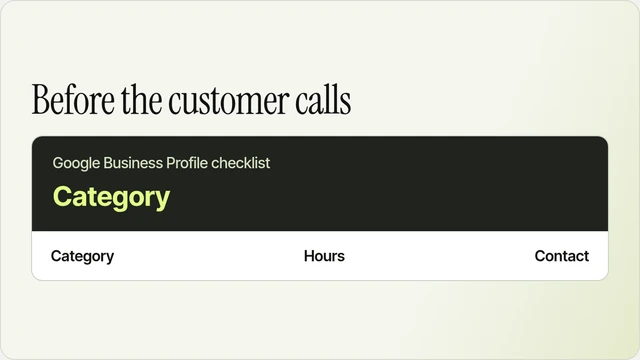 Before the customer calls
Google Business Profile checklist
Category
Category Hours Contact